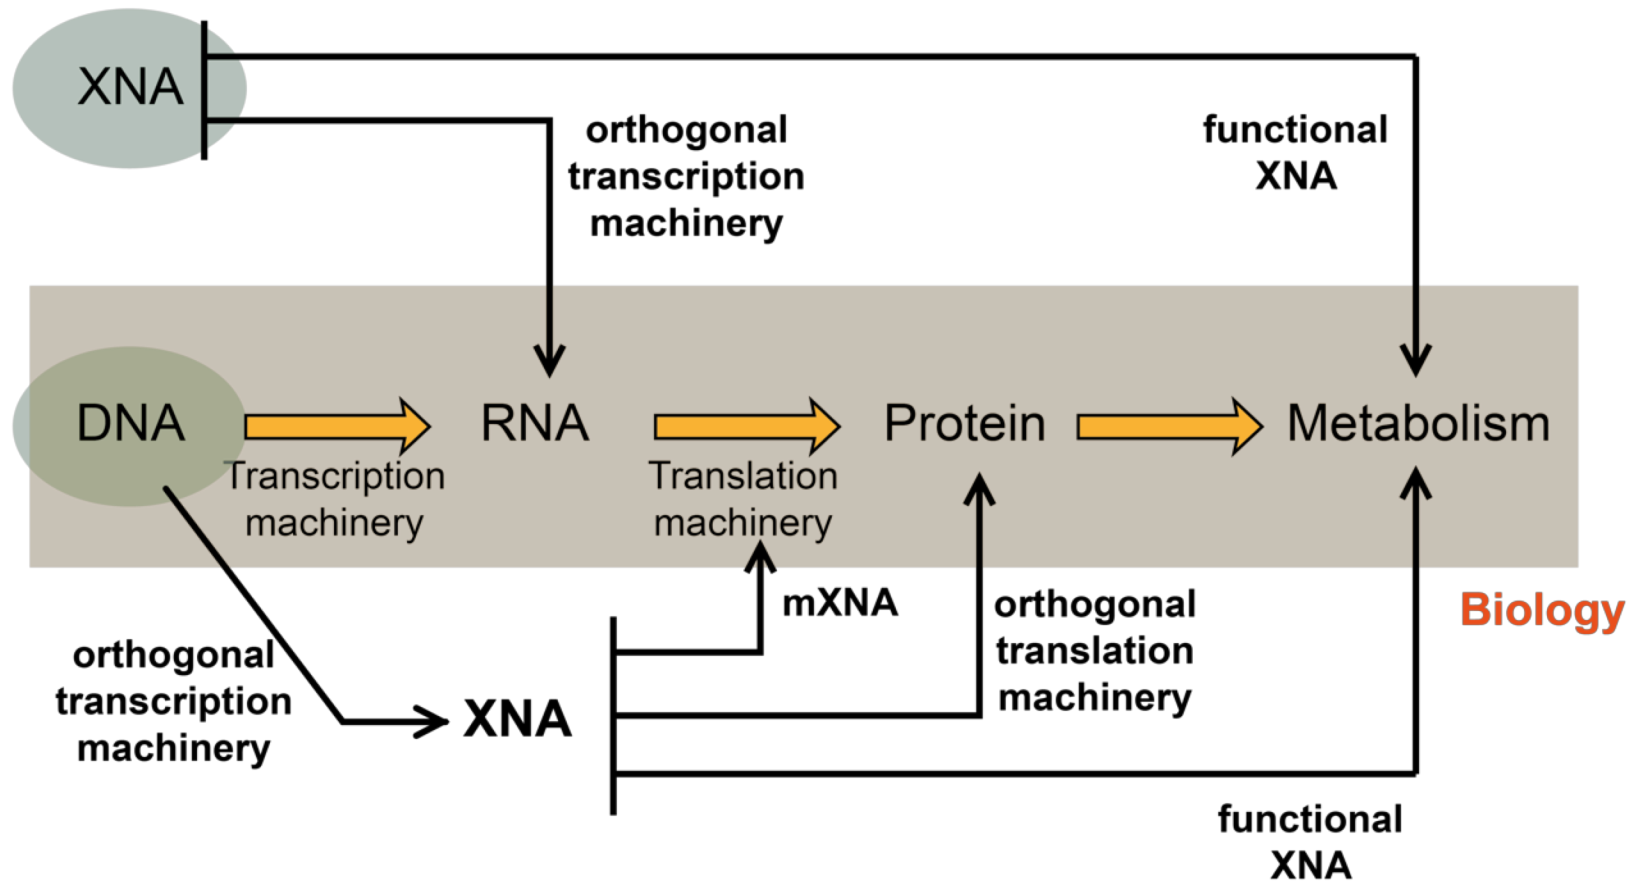 XNA
orthogonal
transcription
machinery
functional
XNA
DNA
RNA
Protein
Metabolism
Transcription
machinery
Translation
machinery
mXNA
orthogonal
translation
machinery
Biology
orthogonal
transcription
machinery
XNA
functional
XNA